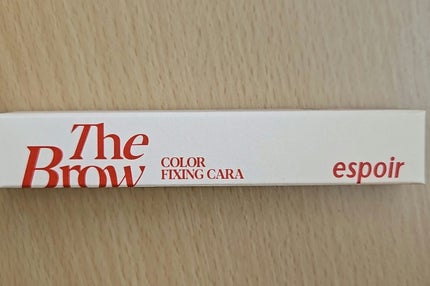 The
Brow
COLOR
FIXING CARA
espoir